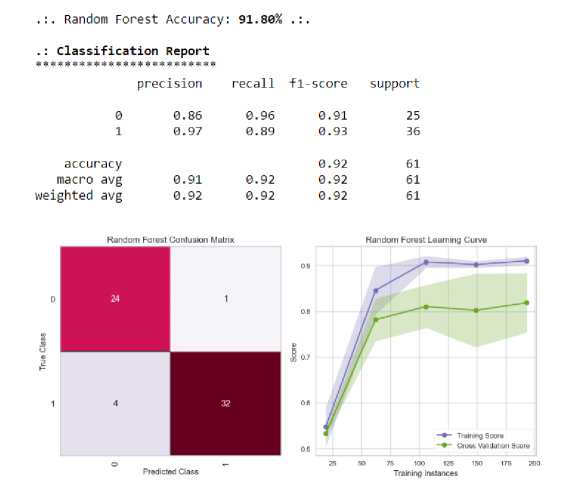 .:. Random Forest Accuracy: 91.80% .:.
.: Classification Report
*************************
precision recall f1-score support
0 0.86 0.96 0.91 25
1 0.97 0.89 0.93 36
accuracy 0.92 61
macro avg 0.91 0.92 0.92 61
weighted avg 0.92 0.92 0.92 61
Random Forest Confusion Matrix
True Class
0
24
1
1
4
32
0
1
Predicted Class
Random Forest Learning Curve
Score
0.9
0.8
0.7
0.6
0.5
Training Score
Cross Validation Score
25 50 75 100 125 150 175 200
Training Instances